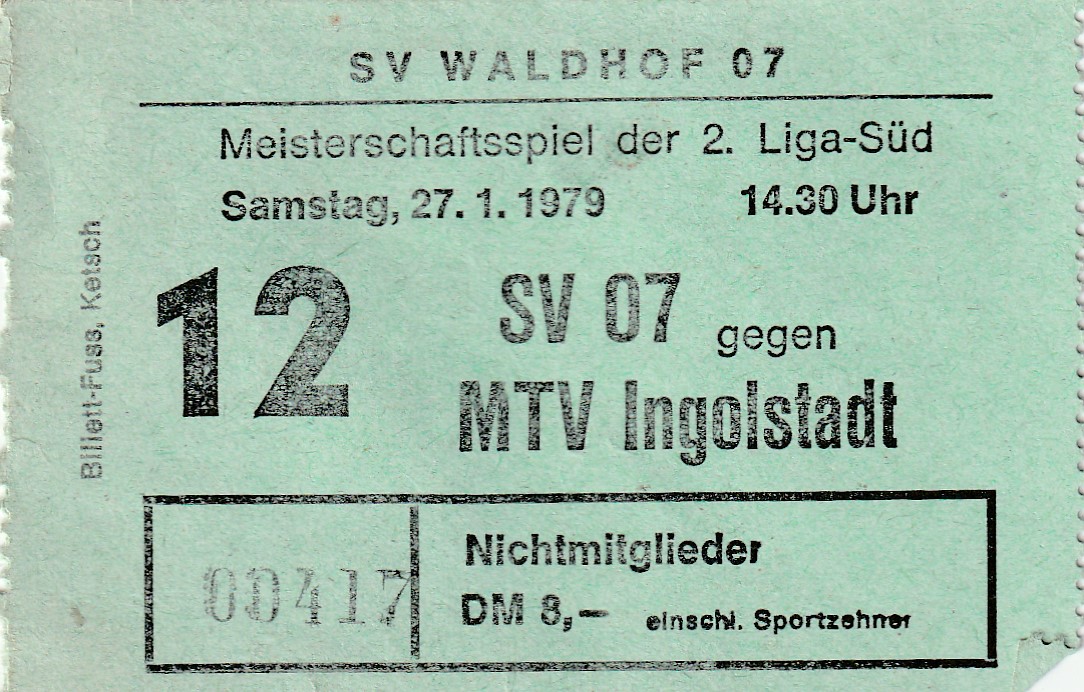 SV WALDHOF 07
Meisterschaftsspiel der 2. Liga-Süd
Samstag, 27. 1. 1979 14.30 Uhr
12
SV 07 gegen
MTV Ingolstadt
Billett-Fuss, Ketsch
00417
Nichtmitglieder
DM 8,– einschl. Sportzehner